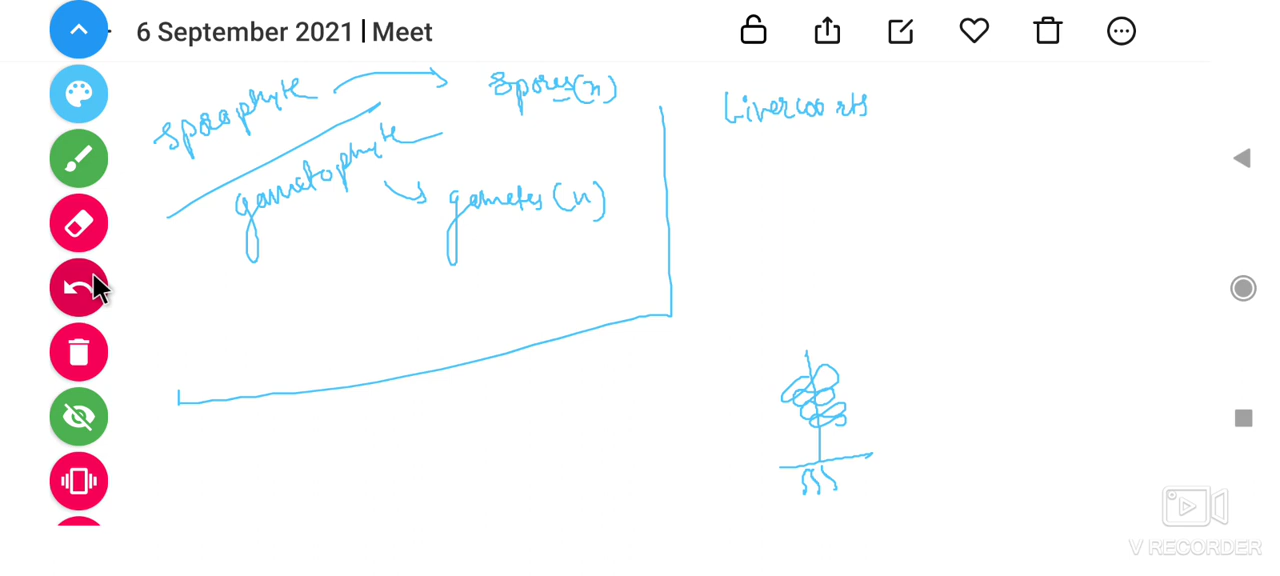 6 September 2021 | Meet
Sporophyte → Spores (n)
gametophyte → gametes (n)
Liverworts
V RECORDER